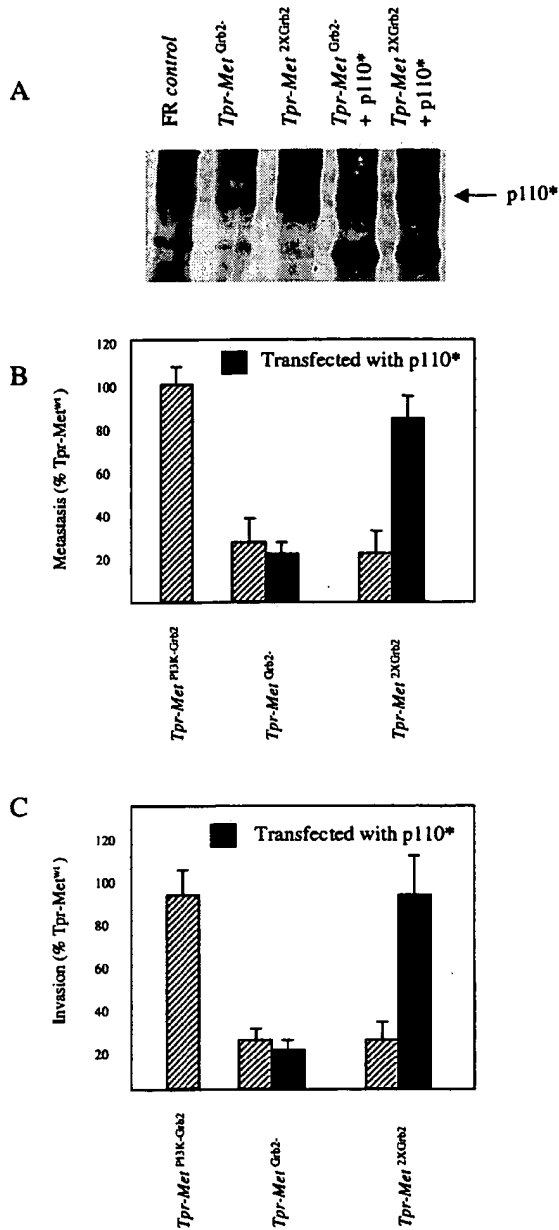 A
FR control
Tpr-Met Grb2-
Tpr-Met 2XGrb2
Tpr-Met Grb2- + p110*
Tpr-Met 2XGrb2 + p110*
p110*
B
Transfected with p110*
Metastasis (% Tpr-Met wt)
120
100
80
60
40
20
Tpr-Met PI3K-Grb2
Tpr-Met Grb2-
Tpr-Met 2XGrb2
C
Transfected with p110*
Invasion (% Tpr-Met wt)
120
100
80
60
40
20
Tpr-Met PI3K-Grb2
Tpr-Met Grb2-
Tpr-Met 2XGrb2